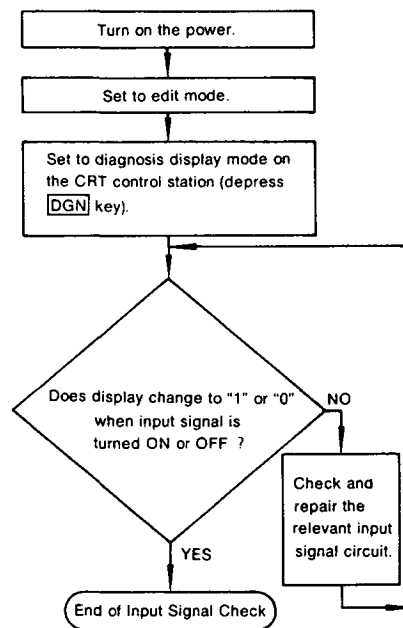 Turn on the power.
Set to edit mode.
Set to diagnosis display mode on
the CRT control station (depress
DGN key).
Does display change to "1" or "0"
when input signal is
turned ON or OFF ?
NO
Check and
repair the
relevant input
signal circuit.
YES
End of Input Signal Check